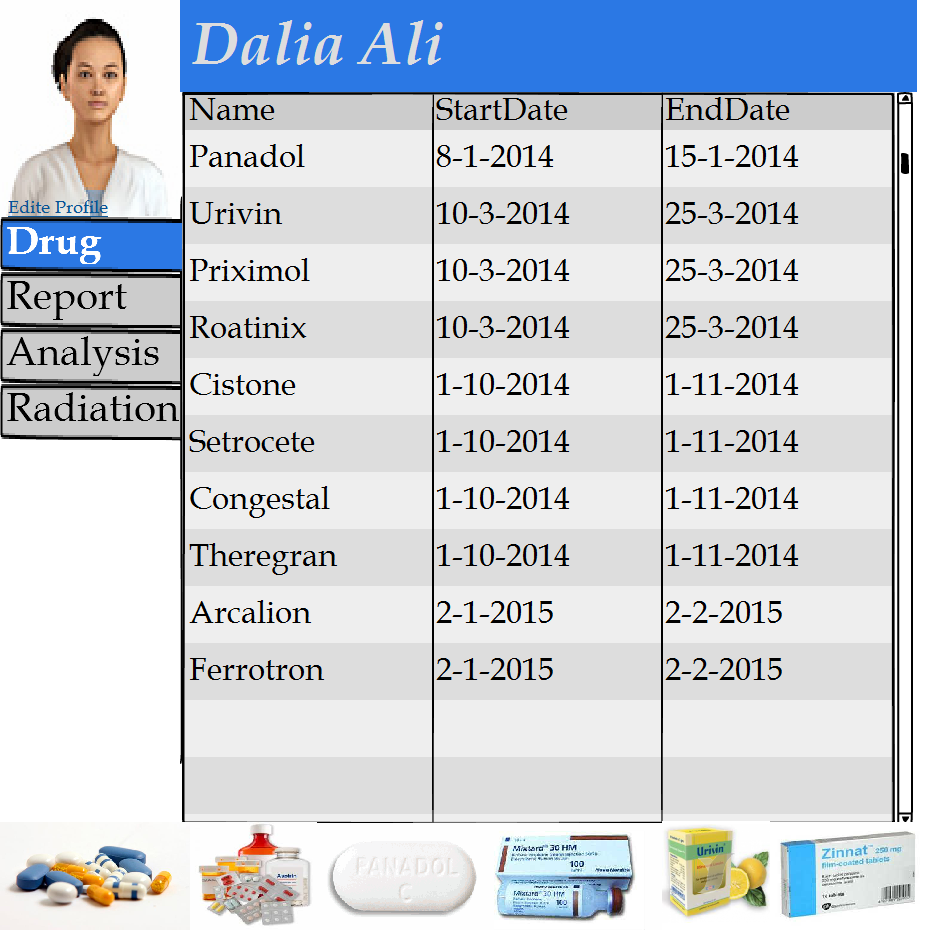 Dalia Ali
Edite Profile
Drug
Report
Analysis
Radiation
Name StartDate EndDate
Panadol 8-1-2014 15-1-2014
Urivin 10-3-2014 25-3-2014
Priximol 10-3-2014 25-3-2014
Roatinix 10-3-2014 25-3-2014
Cistone 1-10-2014 1-11-2014
Setrocete 1-10-2014 1-11-2014
Congestal 1-10-2014 1-11-2014
Theregran 1-10-2014 1-11-2014
Arcalion 2-1-2015 2-2-2015
Ferrotron 2-1-2015 2-2-2015
PANADOL
C
Mixtard 30 HM
100
Novo Nordisk
Mixtard 30 HM
100
Urivin
Zinnat 250 mg
film-coated tablets